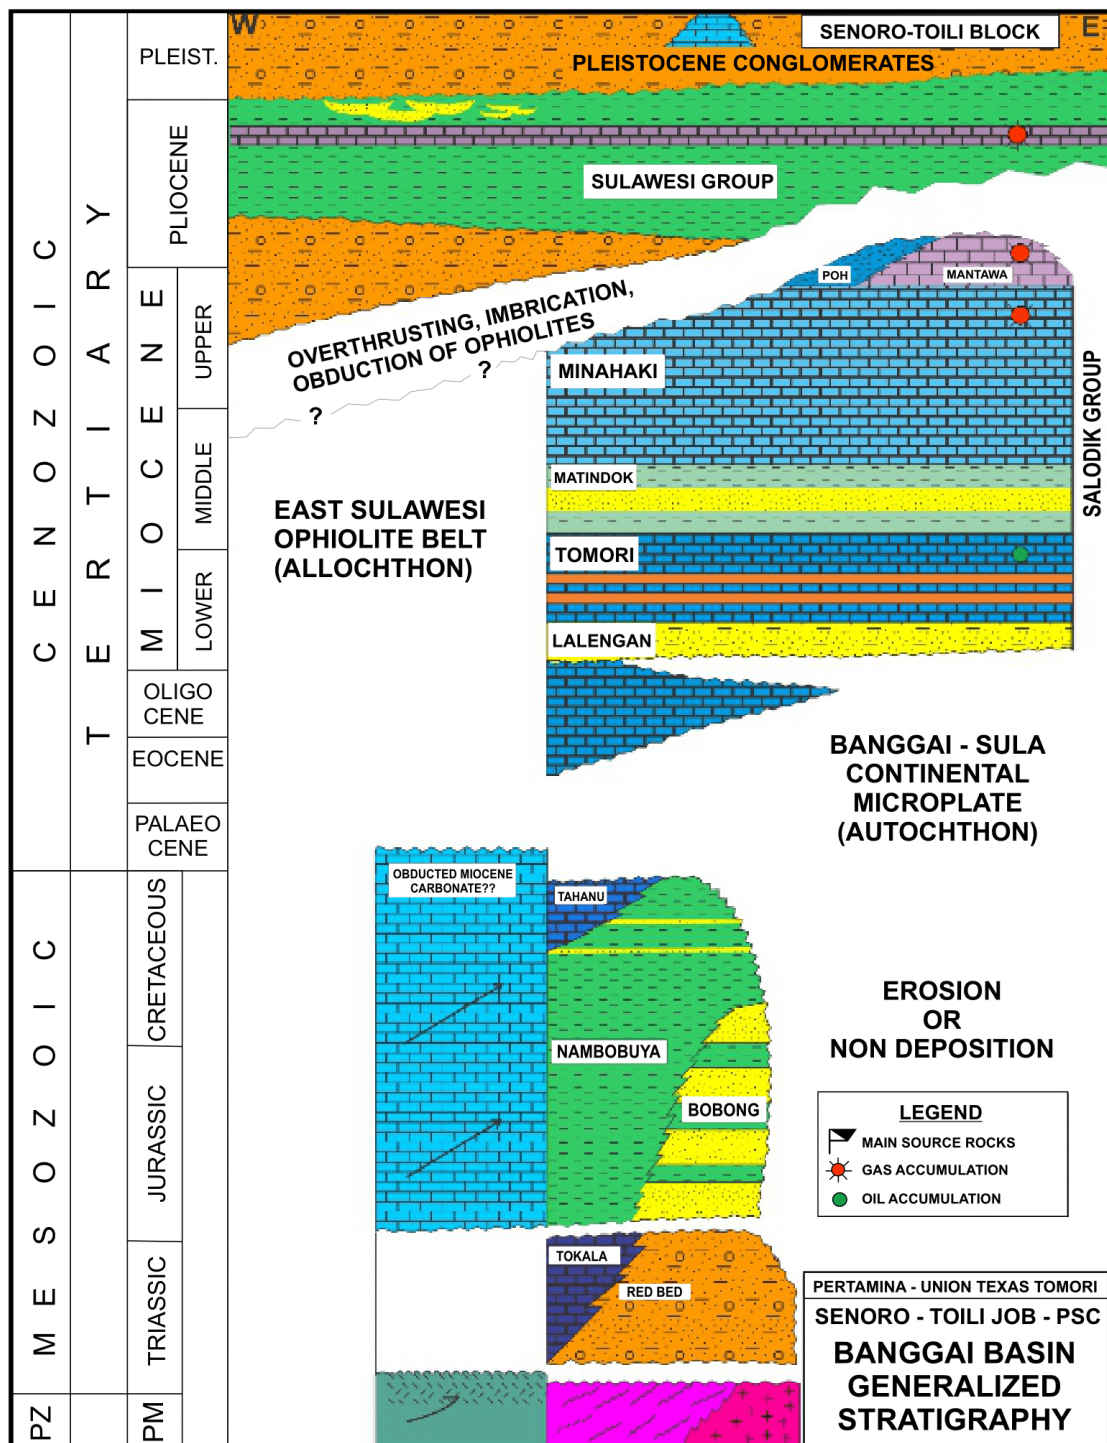 W
E
SENORO-TOILI BLOCK
PLEISTOCENE CONGLOMERATES
SULAWESI GROUP
POH
MANTAWA
OVERTHRUSTING, IMBRICATION,
OBDUCTION OF OPHIOLITES
?
?
MINAHAKI
MATINDOK
TOMORI
LALENGAN
SALODIK GROUP
EAST SULAWESI
OPHIOLITE BELT
(ALLOCHTHON)
BANGGAI - SULA
CONTINENTAL
MICROPLATE
(AUTOCHTHON)
OBDUCTED MIOCENE
CARBONATE??
TAHANU
NAMBOBUYA
BOBONG
EROSION
OR
NON DEPOSITION
TOKALA
RED BED
LEGEND
MAIN SOURCE ROCKS
GAS ACCUMULATION
OIL ACCUMULATION
PERTAMINA - UNION TEXAS TOMORI
SENORO - TOILI JOB - PSC
BANGGAI BASIN
GENERALIZED
STRATIGRAPHY
CENOZOIC
TERTIARY
PLEIST.
PLIOCENE
MIOCENE
UPPER
MIDDLE
LOWER
OLIGO
CENE
EOCENE
PALAEO
CENE
MESOZOIC
CRETACEOUS
JURASSIC
TRIASSIC
PZ
PM